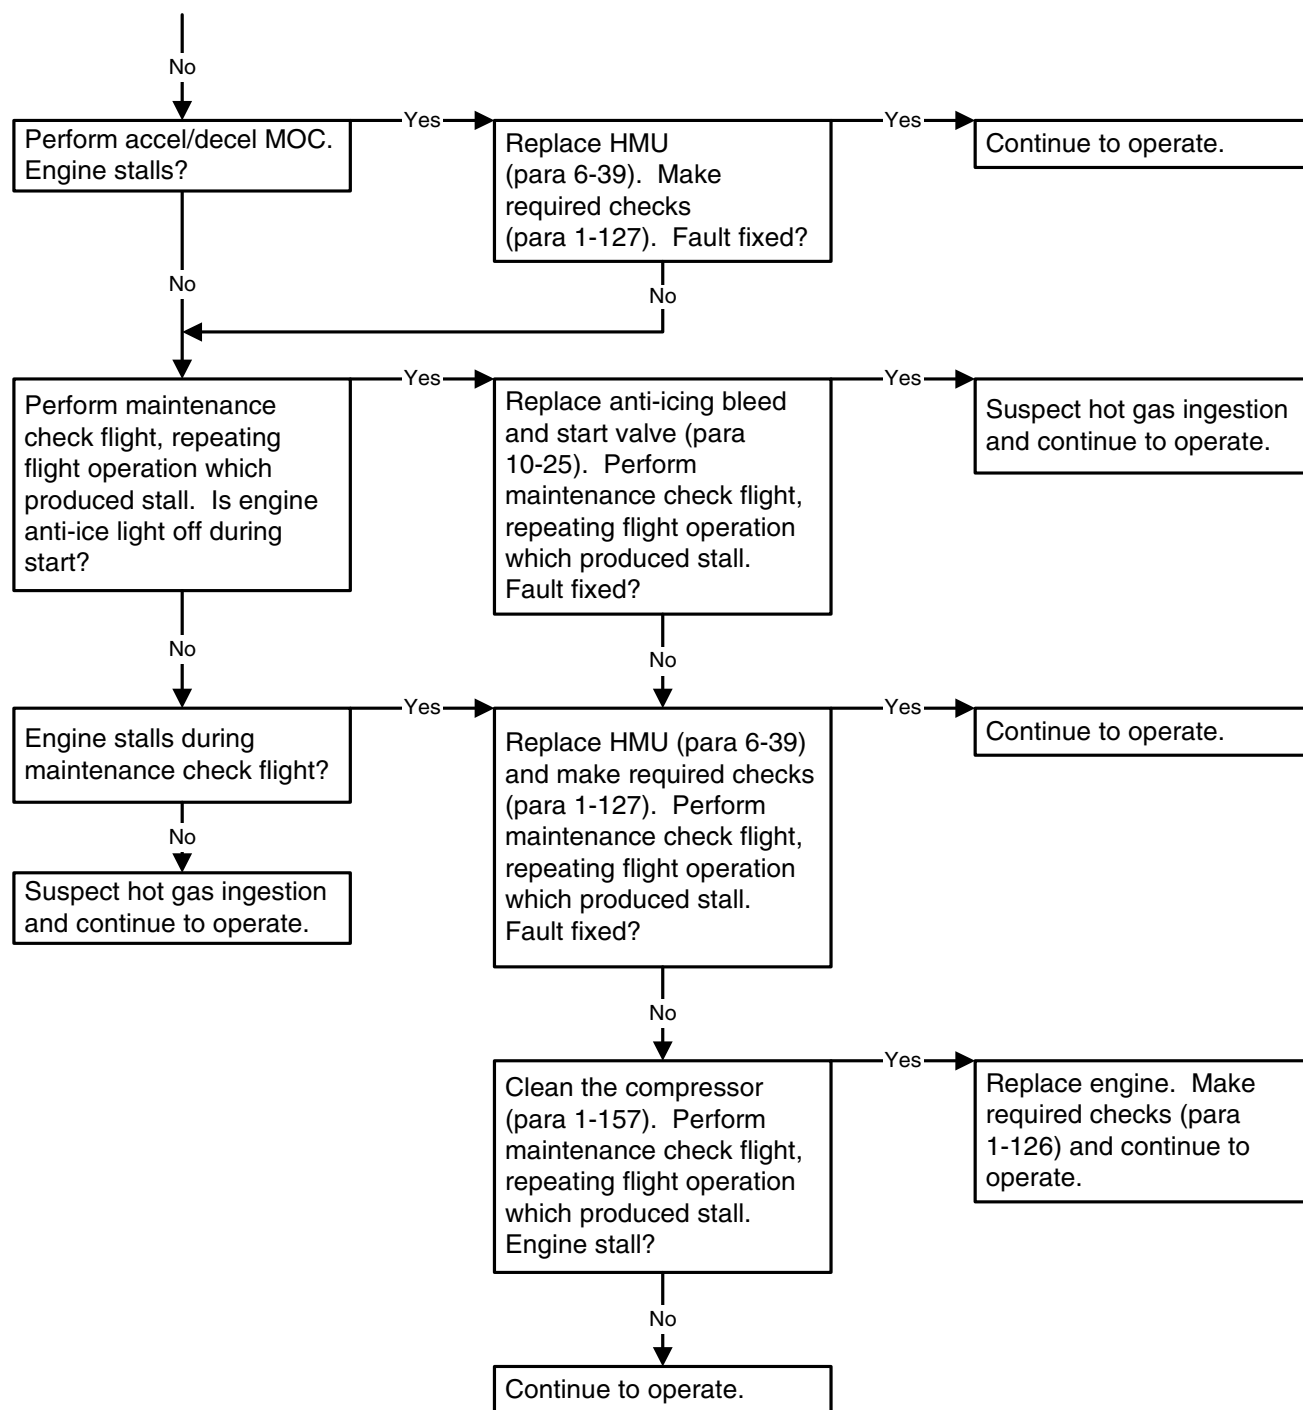 No
Perform accel/decel MOC.
Engine stalls?
Yes
Replace HMU
(para 6-39).  Make
required checks
(para 1-127).  Fault fixed?
Yes
Continue to operate.
No
No
Perform maintenance
check flight, repeating
flight operation which
produced stall.  Is engine
anti-ice light off during
start?
Yes
Replace anti-icing bleed
and start valve (para
10-25).  Perform
maintenance check flight,
repeating flight operation
which produced stall.
Fault fixed?
Yes
Suspect hot gas ingestion
and continue to operate.
No
No
Engine stalls during
maintenance check flight?
Yes
Replace HMU (para 6-39)
and make required checks
(para 1-127).  Perform
maintenance check flight,
repeating flight operation
which produced stall.
Fault fixed?
Yes
Continue to operate.
No
Suspect hot gas ingestion
and continue to operate.
No
Clean the compressor
(para 1-157).  Perform
maintenance check flight,
repeating flight operation
which produced stall.
Engine stall?
Yes
Replace engine.  Make
required checks (para
1-126) and continue to
operate.
No
Continue to operate.